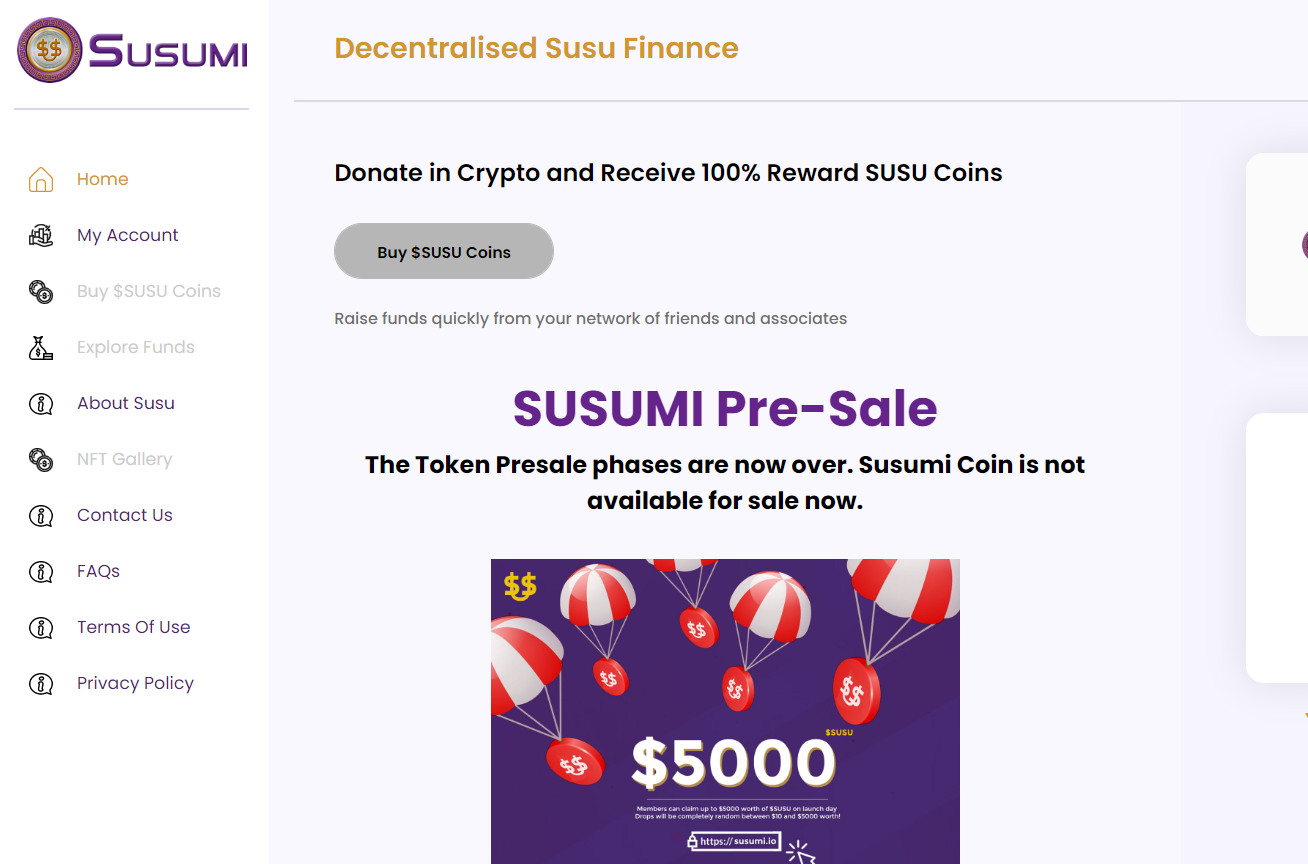 SUSUMI
Home
My Account
Buy $SUSU Coins
Explore Funds
About Susu
NFT Gallery
Contact Us
FAQs
Terms Of Use
Privacy Policy
Decentralised Susu Finance
Donate in Crypto and Receive 100% Reward SUSU Coins
Buy $SUSU Coins
Raise funds quickly from your network of friends and associates
SUSUMI Pre-Sale
The Token Presale phases are now over. Susumi Coin is not
available for sale now.
$SUSU
$5000
Members can claim up to $5000 worth of $SUSU on launch day
Drops will be completely random between $10 and $5000 worth!
https://susumi.io